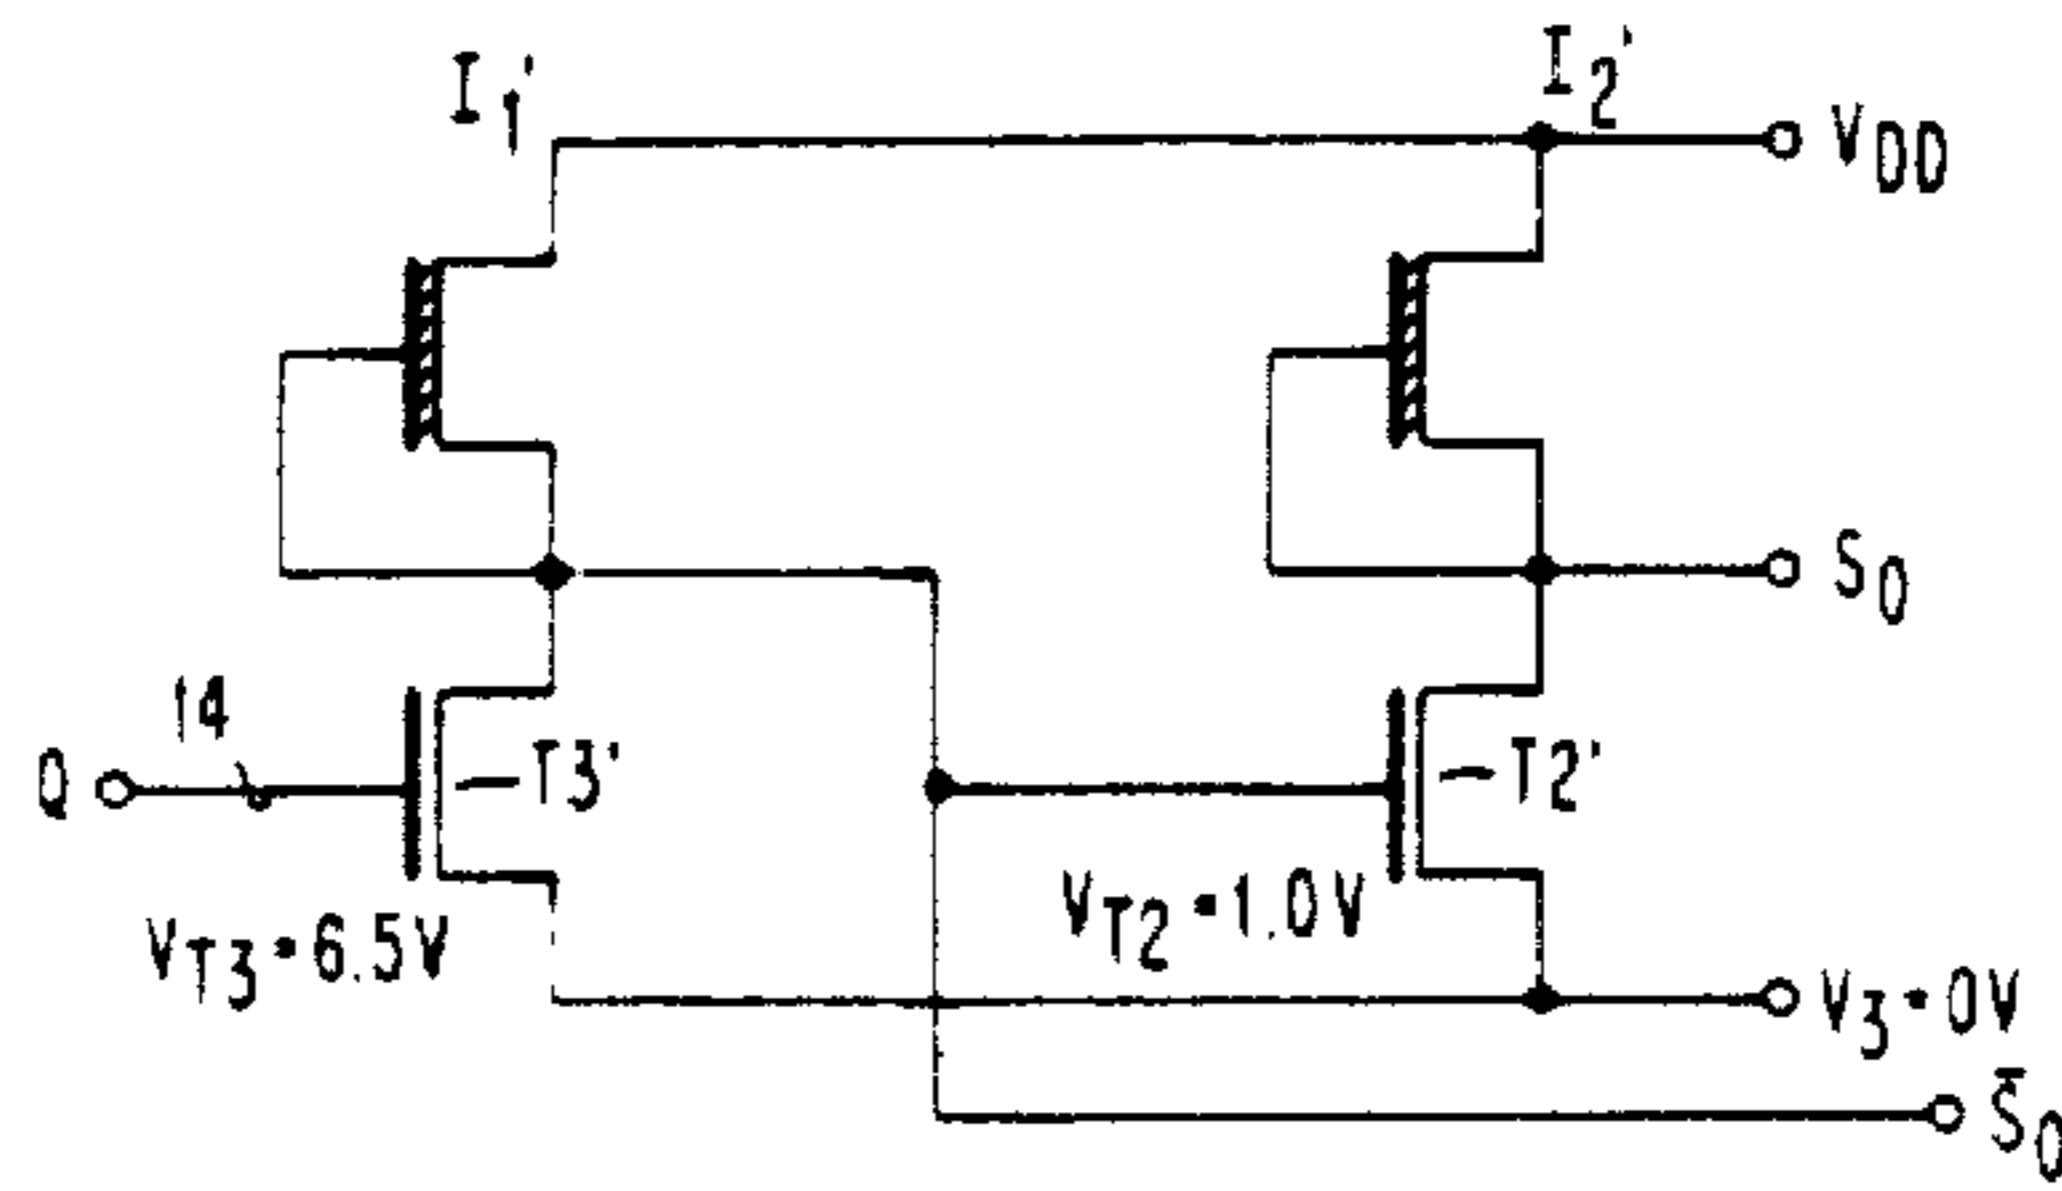 I1'
I2'
VDD
S0
14
Q
T3'
T2'
VT3=6.5V
VT2=1.0V
V3=0V
S̄0